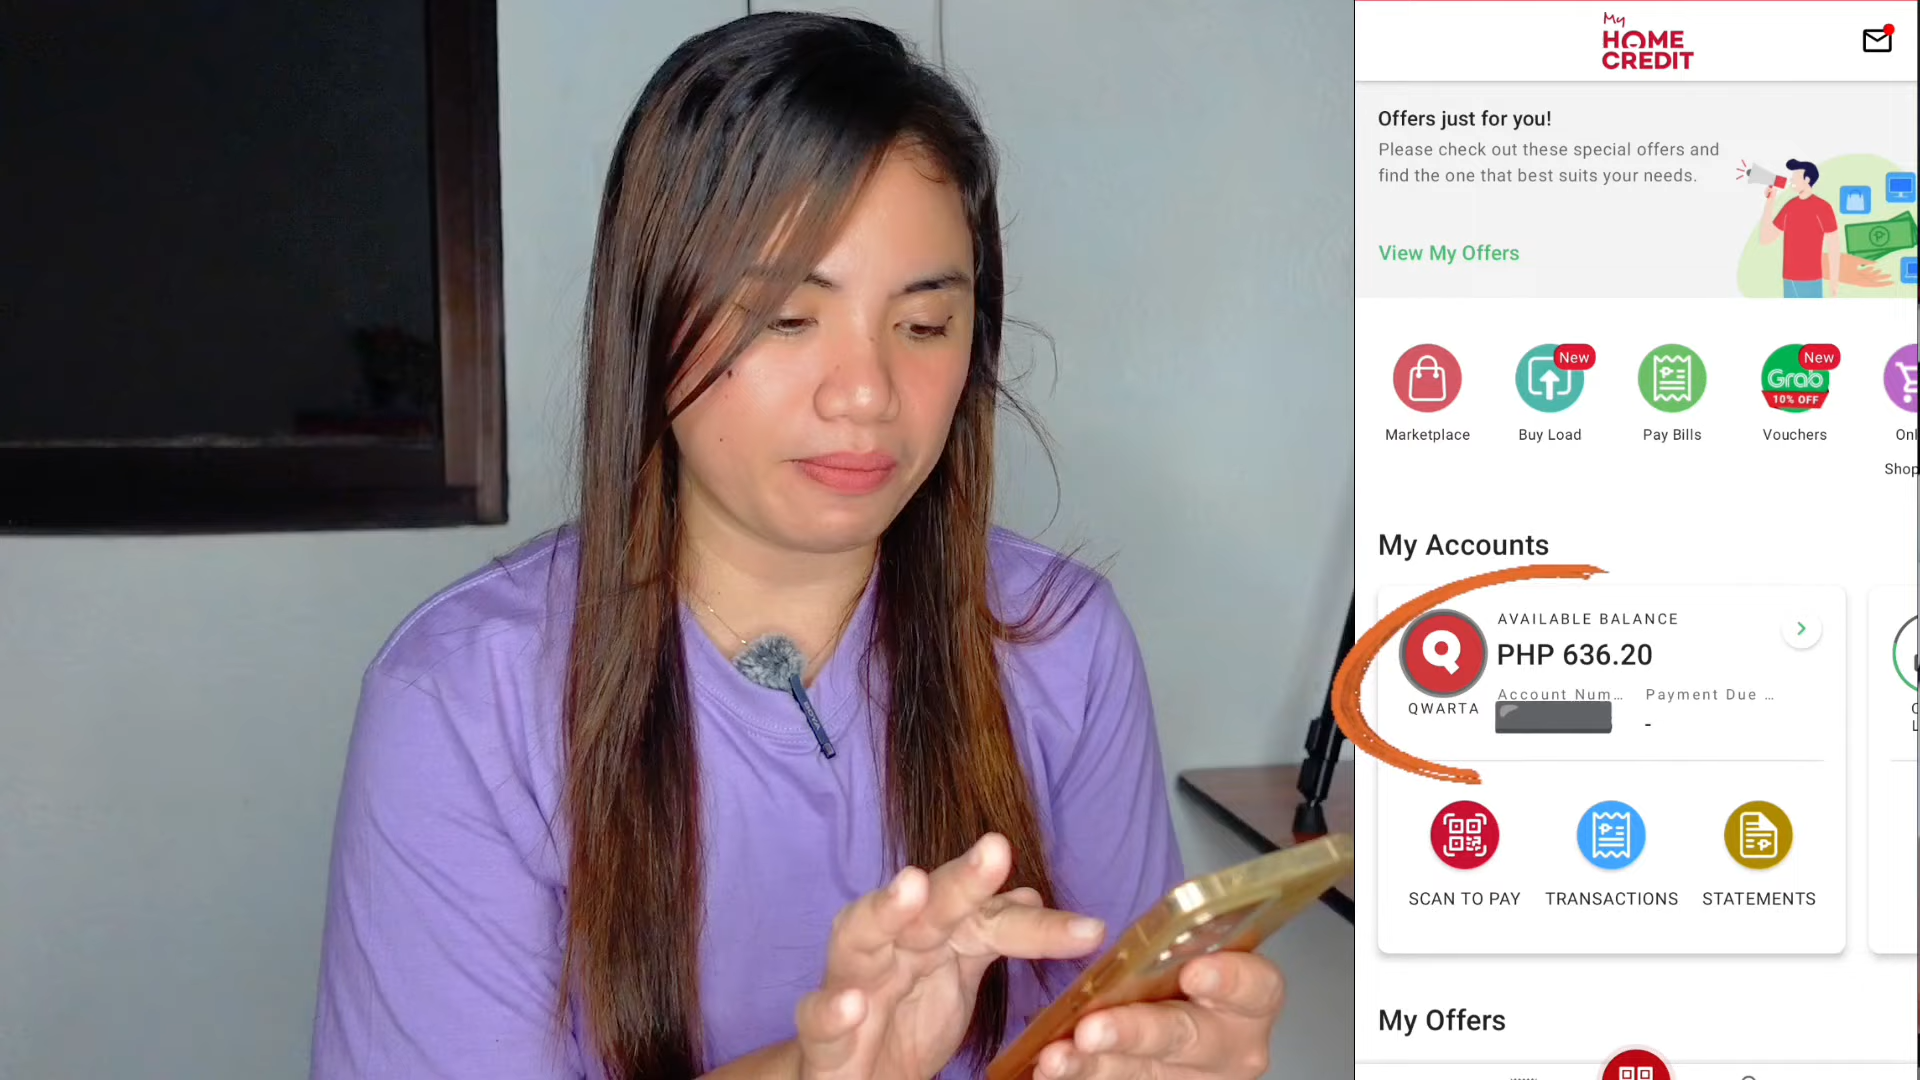 My
HOME
CREDIT
Offers just for you!
Please check out these special offers and
find the one that best suits your needs.
View My Offers
New
New
Grab
10% OFF
Marketplace
Buy Load
Pay Bills
Vouchers
Onl
Shop
My Accounts
AVAILABLE BALANCE
PHP 636.20
Account Num... Payment Due ...
QWARTA
-
SCAN TO PAY
TRANSACTIONS
STATEMENTS
My Offers